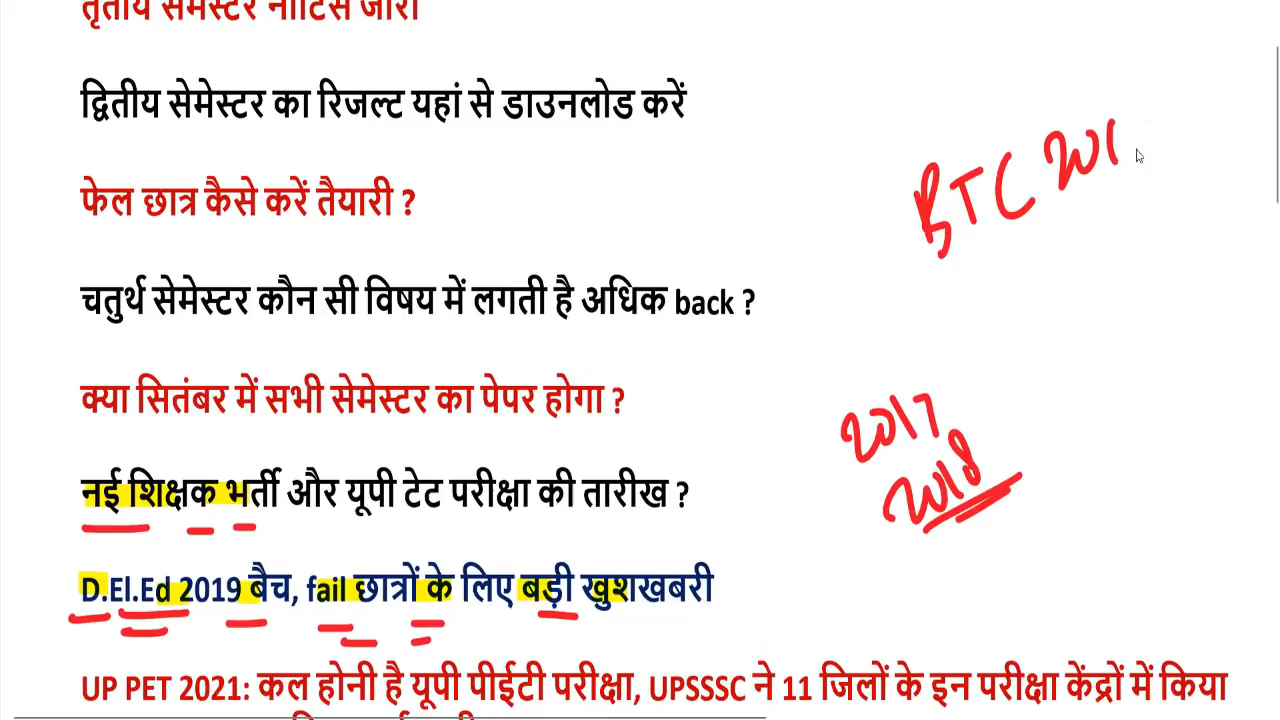 तृतीय सेमेस्टर नोटिस जारी
द्वितीय सेमेस्टर का रिजल्ट यहां से डाउनलोड करें
BTC 201
फेल छात्र कैसे करें तैयारी ?
चतुर्थ सेमेस्टर कौन सी विषय में लगती है अधिक back ?
क्या सितंबर में सभी सेमेस्टर का पेपर होगा ?
2017
2018
नई शिक्षक भर्ती और यूपी टेट परीक्षा की तारीख ?
D.El.Ed 2019 बैच, fail छात्रों के लिए बड़ी खुशखबरी
UP PET 2021: कल होनी है यूपी पीईटी परीक्षा, UPSSSC ने 11 जिलों के इन परीक्षा केंद्रों में किया